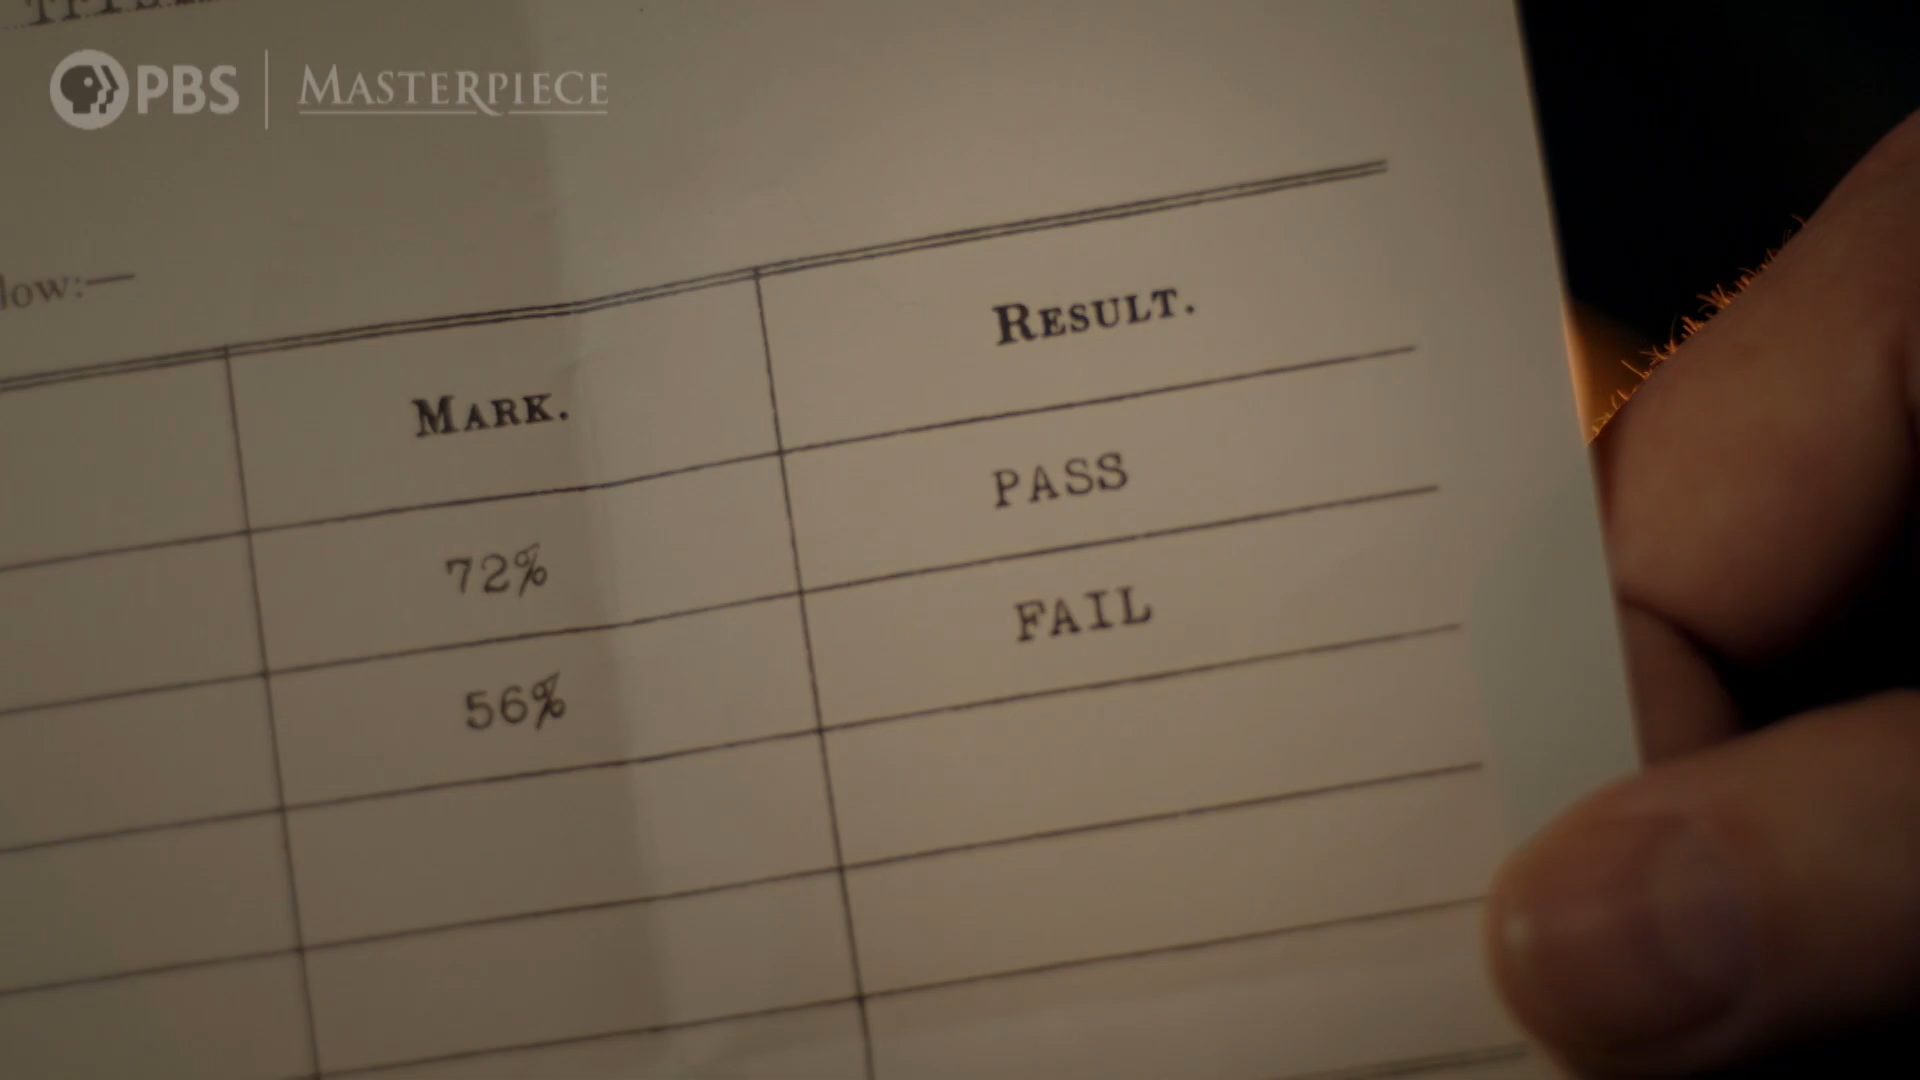 PBS | MASTERPIECE
low:—
MARK. RESULT.
72% PASS
56% FAIL